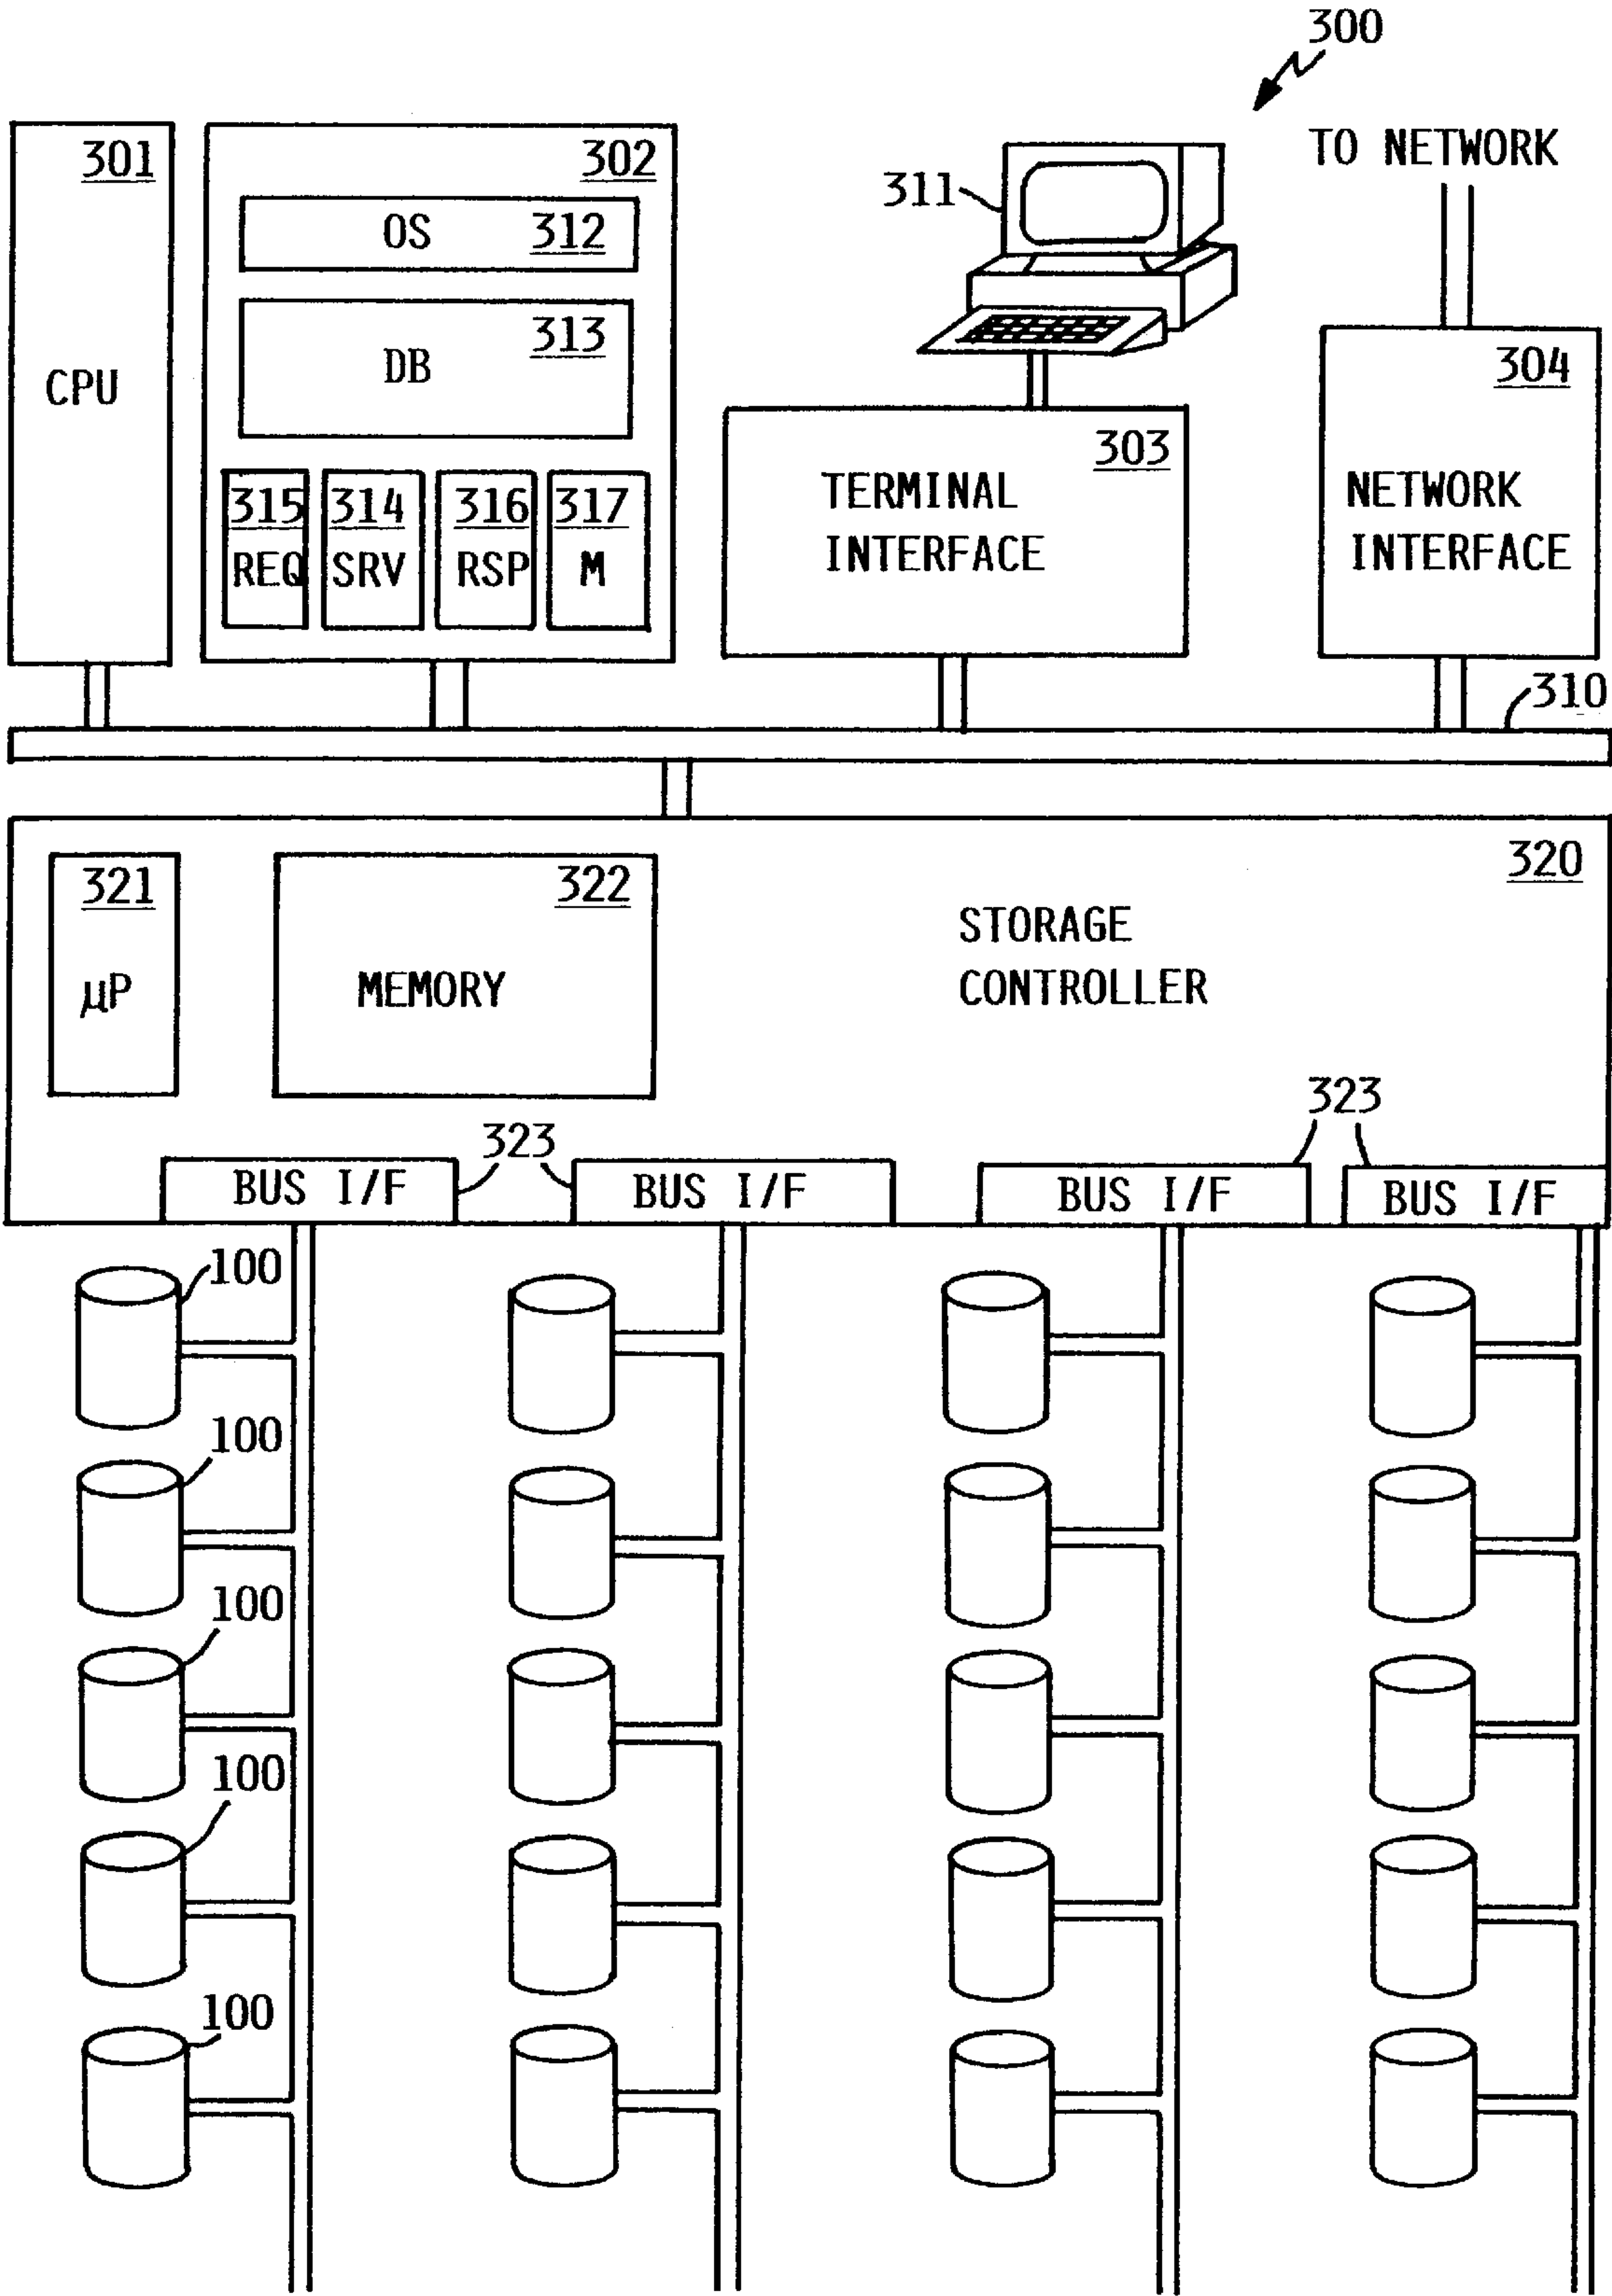 300
TO NETWORK
301
CPU
302
OS 312
313
DB
315
REQ
314
SRV
316
RSP
317
M
311
303
TERMINAL
INTERFACE
304
NETWORK
INTERFACE
310
320
STORAGE
CONTROLLER
321
µP
322
MEMORY
323
323
BUS I/F
BUS I/F
BUS I/F
BUS I/F
100
100
100
100
100